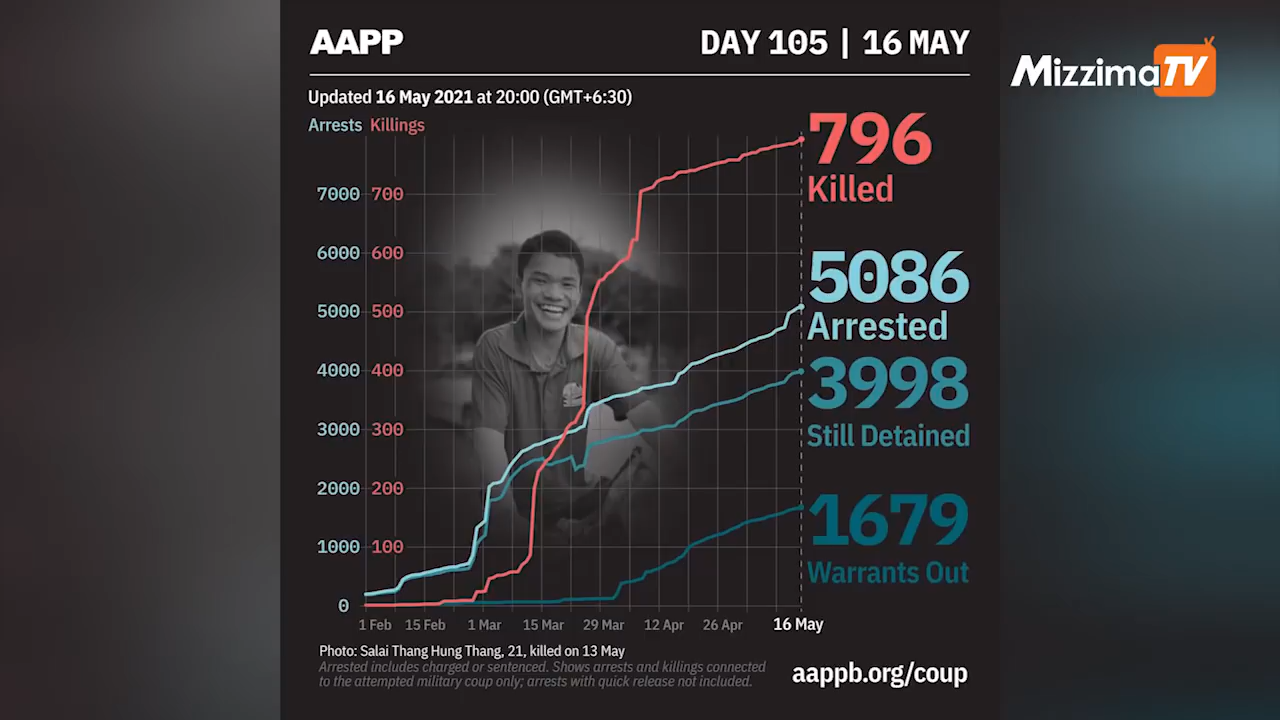 AAPP
DAY 105 | 16 MAY
MizzimaTV
Updated 16 May 2021 at 20:00 (GMT+6:30)
Arrests Killings
796
Killed
7000 700
6000 600
5086
Arrested
5000 500
4000 400
3998
Still Detained
3000 300
2000 200
1679
Warrants Out
1000 100
0
1 Feb 15 Feb 1 Mar 15 Mar 29 Mar 12 Apr 26 Apr 16 May
Photo: Salai Thang Hung Thang, 21, killed on 13 May
Arrested includes charged or sentenced. Shows arrests and killings connected
to the attempted military coup only; arrests with quick release not included.
aappb.org/coup